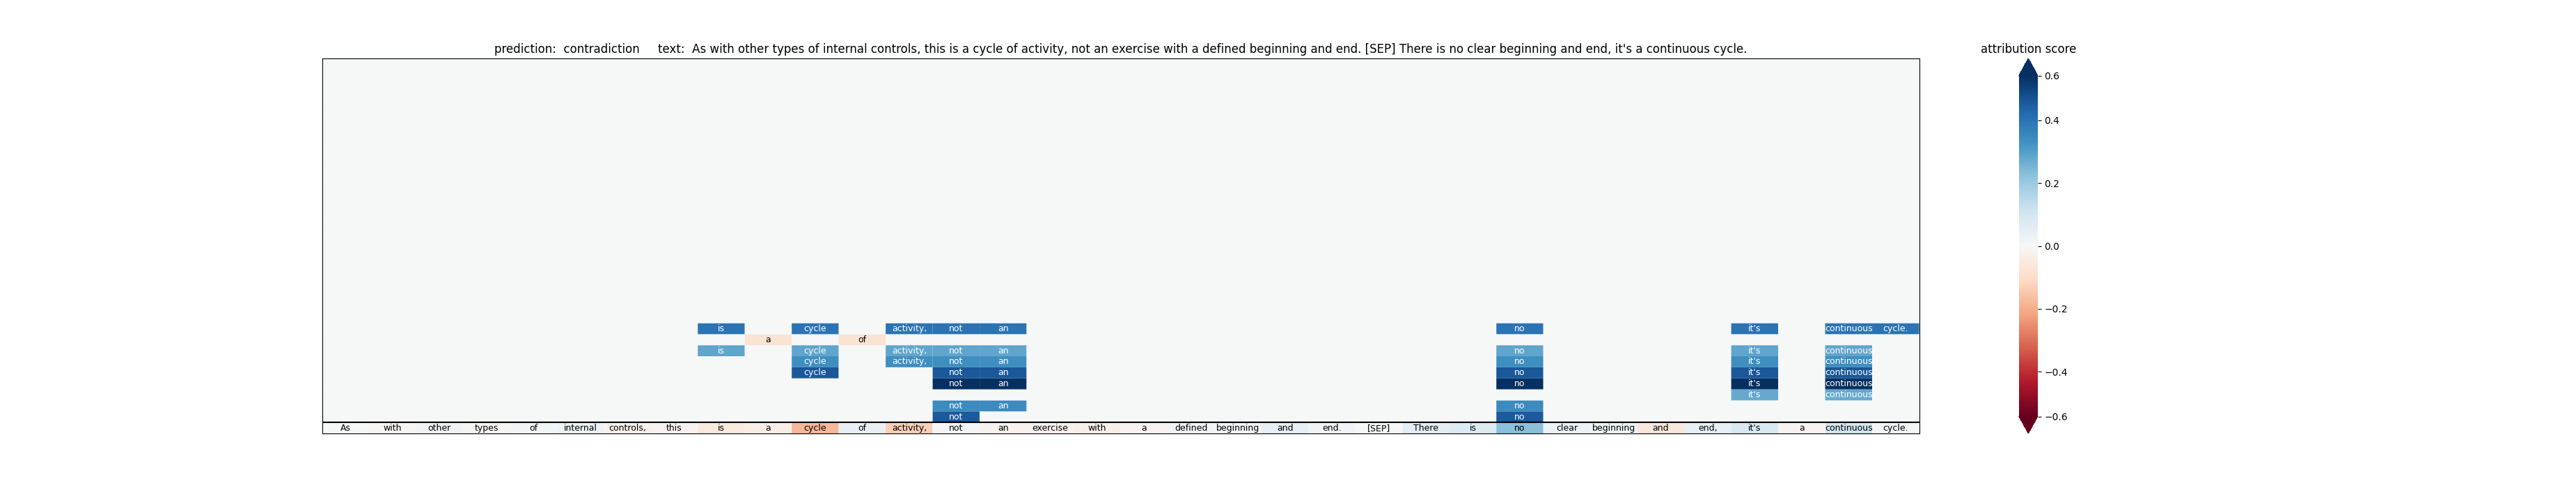 prediction:  contradiction     text:  As with other types of internal controls, this is a cycle of activity, not an exercise with a defined beginning and end. [SEP] There is no clear beginning and end, it's a continuous cycle.
attribution score
0.6
0.4
0.2
0.0
−0.2
−0.4
−0.6
is cycle activity, not an no it's continuous cycle.
a of
is cycle activity, not an no it's continuous
cycle activity, not an no it's continuous
cycle not an no it's continuous
not an no it's continuous
it's continuous
not an no
not no
As with other types of internal controls, this is a cycle of activity, not an exercise with a defined beginning and end. [SEP] There is no clear beginning and end, it's a continuous cycle.